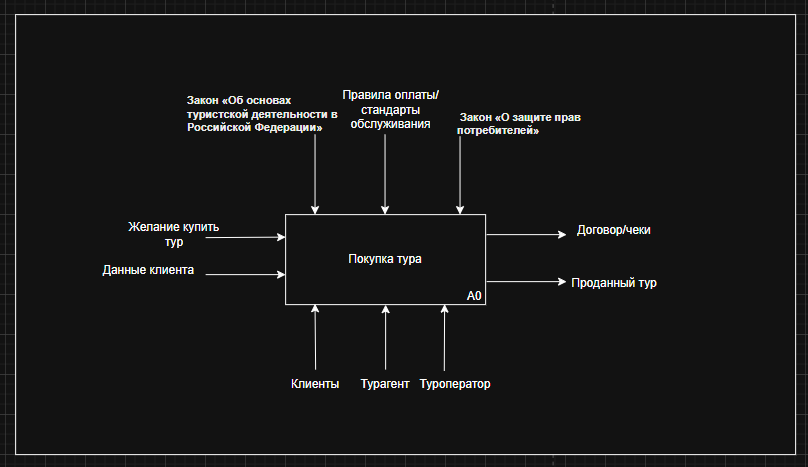 Закон «Об основах
туристской деятельности в
Российской Федерации»
Правила оплаты/
стандарты
обслуживания
Закон «О защите прав
потребителей»
Желание купить
тур
Данные клиента
Покупка тура
A0
Договор/чеки
Проданный тур
Клиенты
Турагент
Туроператор